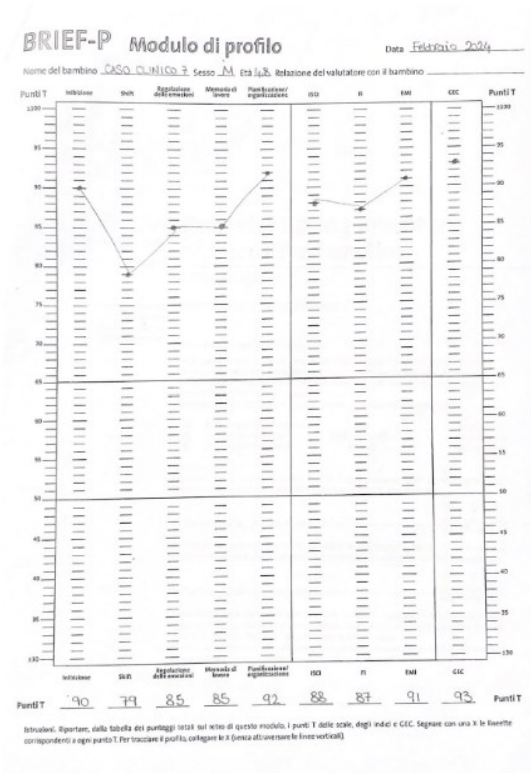 BRIEF-P Modulo di profilo Data Febbraio 2024
Nome del bambino CASO CLINICO 7 Sesso M Età 4,8 Relazione del valutatore con il bambino
Punti T Inibizione Shift Regolazione delle emozioni Memoria di lavoro Pianificazione/organizzazione ISCI FI EMI GEC Punti T
≥100 ≥100
95 95
90 90
85 85
80 80
75 75
70 70
65 65
60 60
55 55
50 50
45 45
40 40
35 35
≤30 ≤30
Inibizione Shift Regolazione delle emozioni Memoria di lavoro Pianificazione/organizzazione ISCI FI EMI GEC
Punti T 90 79 85 85 92 88 87 91 93 Punti T
Istruzioni. Riportare, dalla tabella dei punteggi totali sul retro di questo modulo, i punti T delle scale, degli indici e GEC. Segnare con una X le lineette
corrispondenti a ogni punto T. Per tracciare il profilo, collegare le X (senza attraversare le linee verticali).